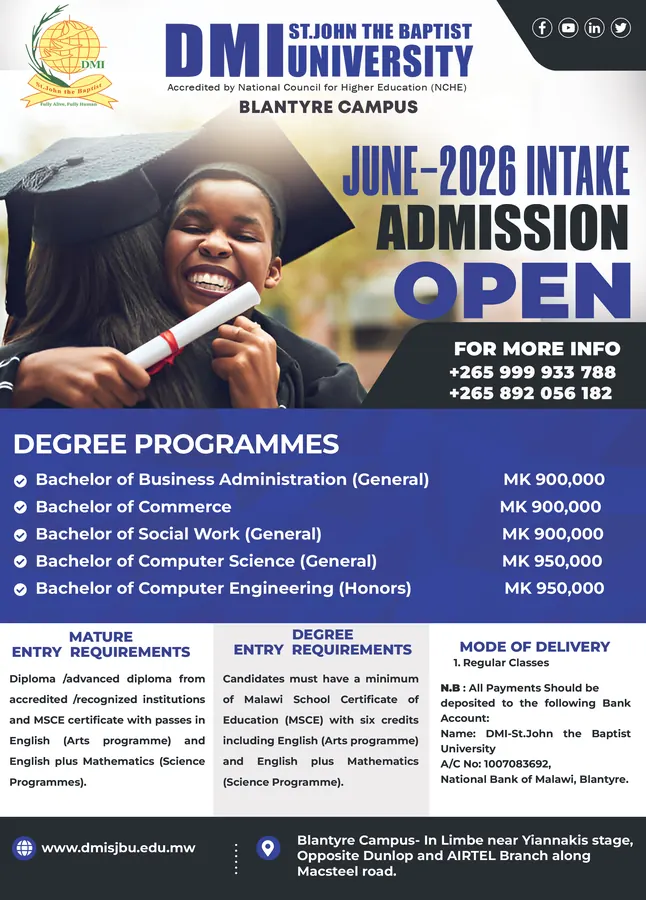 DMI
St.John the Baptist
Fully Alive, Fully Human
DMI ST.JOHN THE BAPTIST
UNIVERSITY
Accredited by National Council for Higher Education (NCHE)
BLANTYRE CAMPUS
JUNE-2026 INTAKE
ADMISSION
OPEN
FOR MORE INFO
+265 999 933 788
+265 892 056 182
DEGREE PROGRAMMES
Bachelor of Business Administration (General) MK 900,000
Bachelor of Commerce MK 900,000
Bachelor of Social Work (General) MK 900,000
Bachelor of Computer Science (General) MK 950,000
Bachelor of Computer Engineering (Honors) MK 950,000
MATURE
ENTRY REQUIREMENTS
Diploma /advanced diploma from
accredited /recognized institutions
and MSCE certificate with passes in
English (Arts programme) and
English plus Mathematics (Science
Programmes).
DEGREE
ENTRY REQUIREMENTS
Candidates must have a minimum
of Malawi School Certificate of
Education (MSCE) with six credits
including English (Arts programme)
and English plus Mathematics
(Science Programme).
MODE OF DELIVERY
1. Regular Classes
N.B : All Payments Should be
deposited to the following Bank
Account:
Name: DMI-St.John the Baptist
University
A/C No: 1007083692,
National Bank of Malawi, Blantyre.
www.dmisjbu.edu.mw
Blantyre Campus- In Limbe near Yiannakis stage,
Opposite Dunlop and AIRTEL Branch along
Macsteel road.